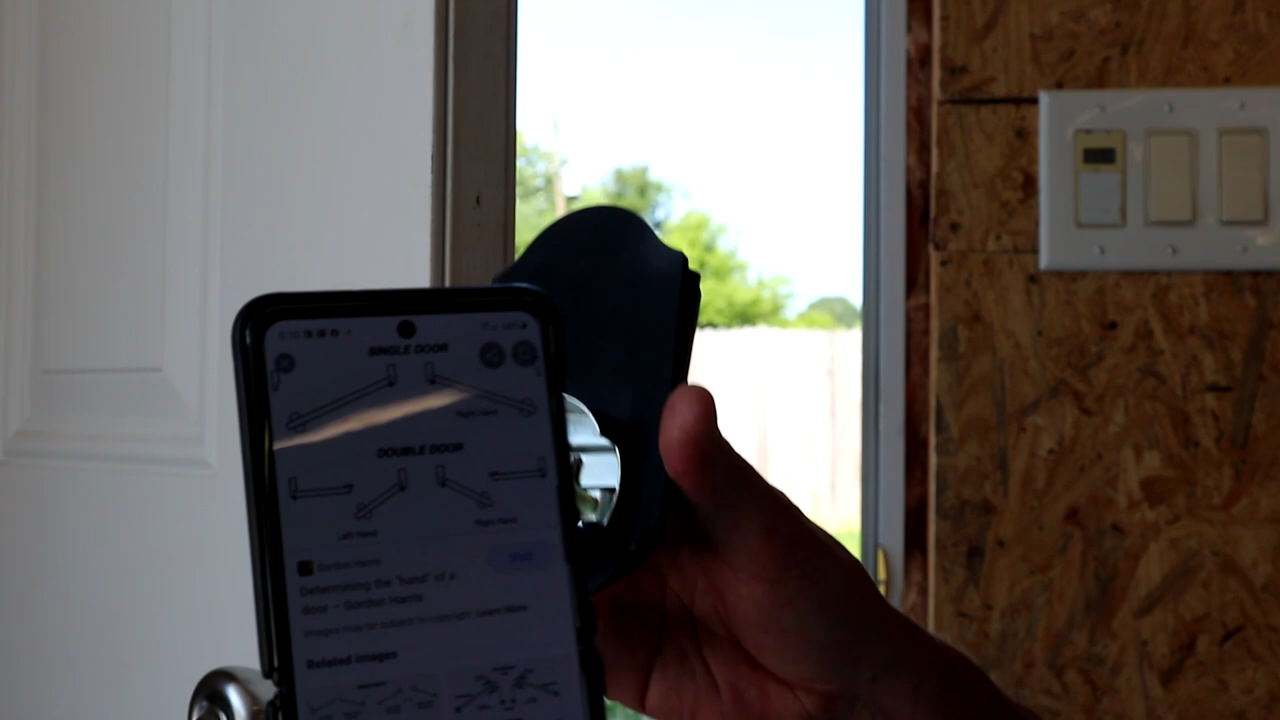 SINGLE DOOR
Right Hand
DOUBLE DOOR
Left Hand
Right Hand
Gordon Harris
Visit
Determining the "hand" of a
door – Gordon Harris
Images may be subject to copyright. Learn More
Related images